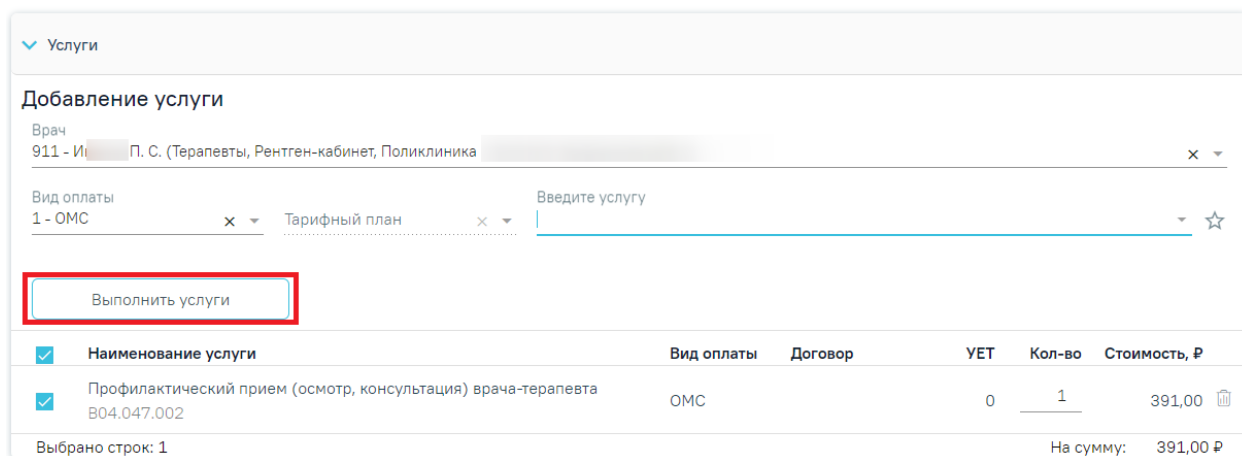 Услуги
Добавление услуги
Врач
911 - И П. С. (Терапевты, Рентген-кабинет, Поликлиника
Вид оплаты
1 - ОМС
Тарифный план
Введите услугу
Выполнить услуги
Наименование услуги Вид оплаты Договор УЕТ Кол-во Стоимость, ₽
Профилактический прием (осмотр, консультация) врача-терапевта
B04.047.002
ОМС 0 1 391,00
Выбрано строк: 1 На сумму: 391,00 ₽